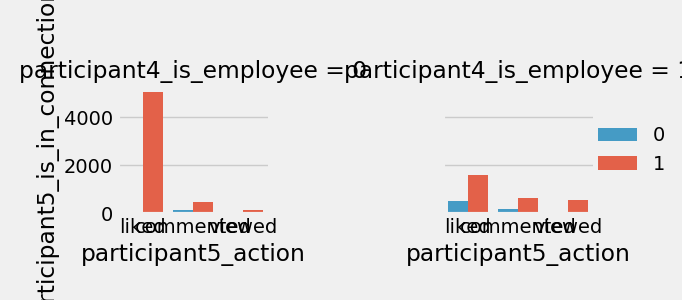 participant5_is_in_connection
participant4_is_employee = 0
participant4_is_employee = 1
4000
2000
0
liked
commented
viewed
participant5_action
liked
commented
viewed
participant5_action
0
1